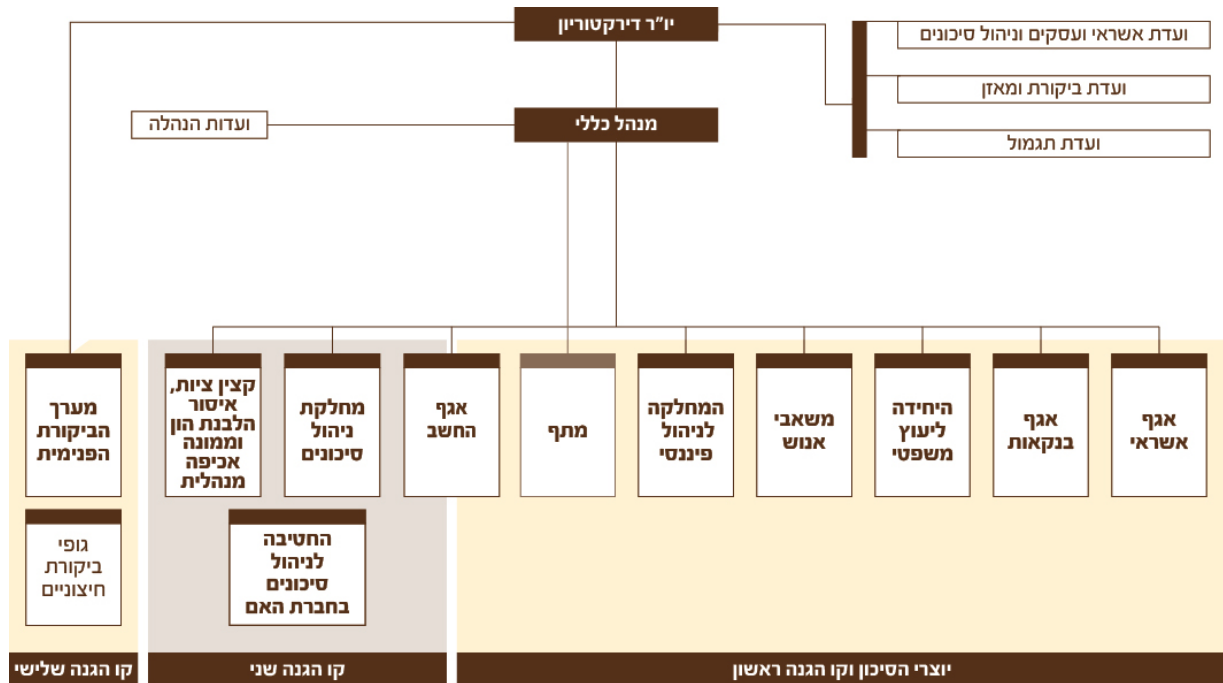 יו"ר דירקטוריון
ועדת אשראי ועסקים וניהול סיכונים
ועדת ביקורת ומאזן
ועדת תגמול
מנהל כללי
ועדות הנהלה
אגף
אשראי
אגף
בנקאות
היחידה
ליעוץ
משפטי
משאבי
אנוש
המחלקה
לניהול
פיננסי
מתף
אגף
החשב
מחלקת
ניהול
סיכונים
קצין ציות,
איסור
הלבנת הון
וממונה
אכיפה
מנהלית
מערך
הביקורת
הפנימית
החטיבה
לניהול
סיכונים
בחברת האם
גופי
ביקורת
חיצוניים
יוצרי הסיכון וקו הגנה ראשון
קו הגנה שני
קו הגנה שלישי